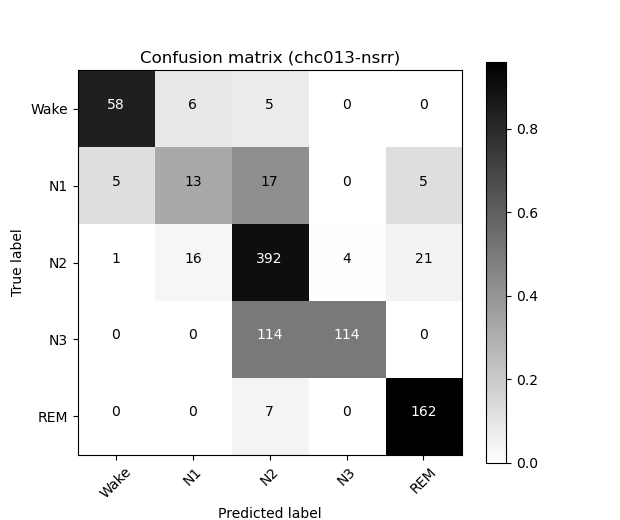 Confusion matrix (chc013-nsrr)
True label
Wake 58 6 5 0 0
N1 5 13 17 0 5
N2 1 16 392 4 21
N3 0 0 114 114 0
REM 0 0 7 0 162
Wake N1 N2 N3 REM
Predicted label
0.8
0.6
0.4
0.2
0.0